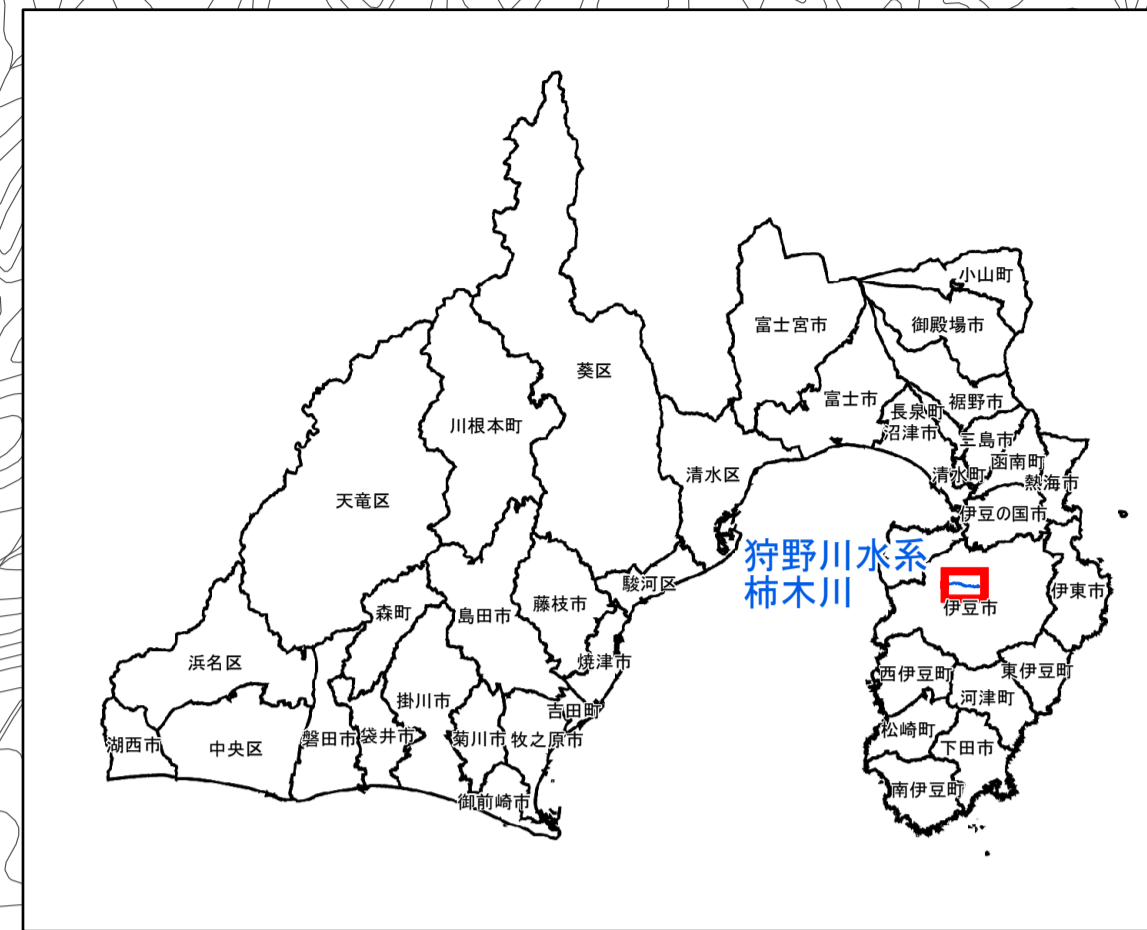 小山町
富士宮市
御殿場市
葵区
富士市
裾野市
長泉町
沼津市
川根本町
三島市
函南町
清水区
清水町
熱海市
天竜区
伊豆の国市
狩野川水系
柿木川
駿河区
藤枝市
伊東市
森町
島田市
伊豆市
浜名区
焼津市
西伊豆町
東伊豆町
掛川市
河津町
吉田町
湖西市
中央区
磐田市
袋井市
菊川市
牧之原市
松崎町
下田市
南伊豆町
御前崎市